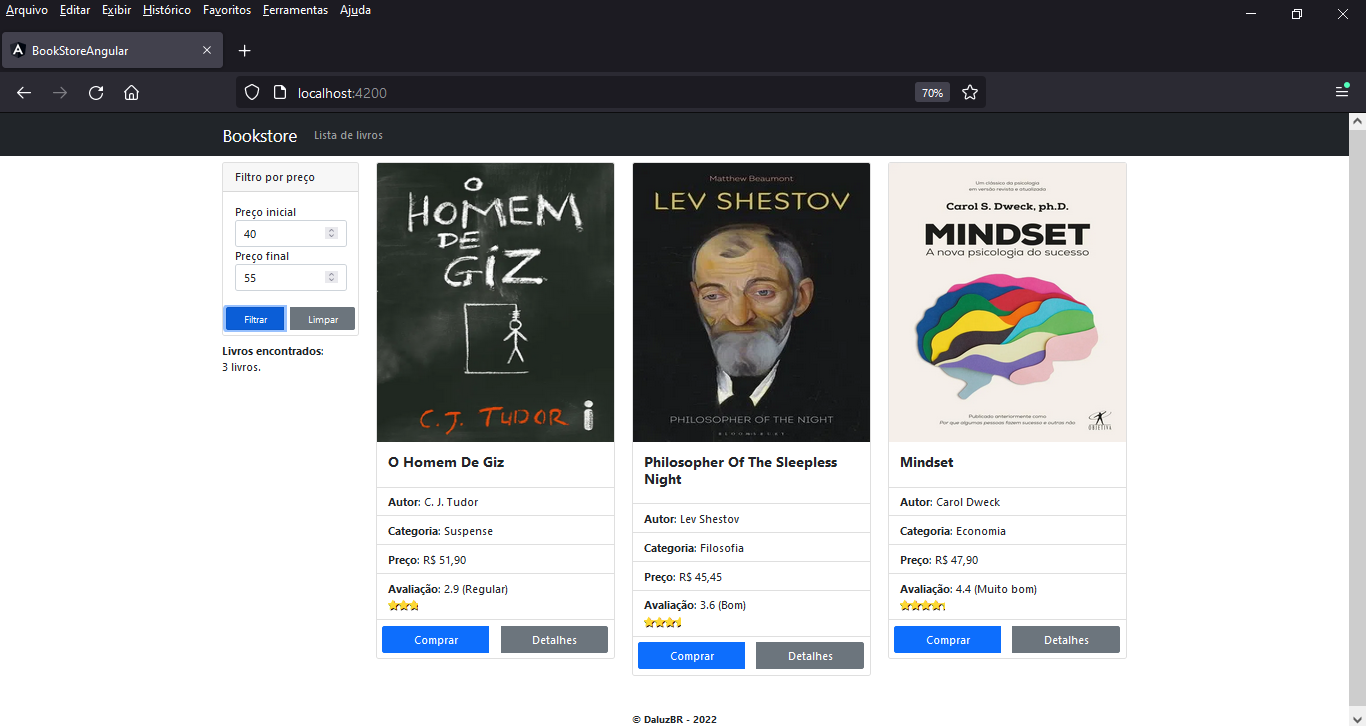 Arquivo Editar Exibir Histórico Favoritos Ferramentas Ajuda
BookStoreAngular
localhost:4200
70%
Bookstore
Lista de livros
Filtro por preço
Preço inicial
40
Preço final
55
Filtrar
Limpar
Livros encontrados:
3 livros.
O
HOMEM
DE
GIZ
C. J. TUDOR
O Homem De Giz
Autor: C. J. Tudor
Categoria: Suspense
Preço: R$ 51,90
Avaliação: 2.9 (Regular)
Comprar
Detalhes
Matthew Beaumont
LEV SHESTOV
PHILOSOPHER OF THE NIGHT
BLOOMSBURY
Philosopher Of The Sleepless
Night
Autor: Lev Shestov
Categoria: Filosofia
Preço: R$ 45,45
Avaliação: 3.6 (Bom)
Comprar
Detalhes
Um clássico da psicologia
em versão revista e atualizada
Carol S. Dweck, ph.D.
MINDSET
A nova psicologia do sucesso
Publicado anteriormente como
Por que algumas pessoas fazem sucesso e outras não
OBJETIVA
Mindset
Autor: Carol Dweck
Categoria: Economia
Preço: R$ 47,90
Avaliação: 4.4 (Muito bom)
Comprar
Detalhes
© DaluzBR - 2022